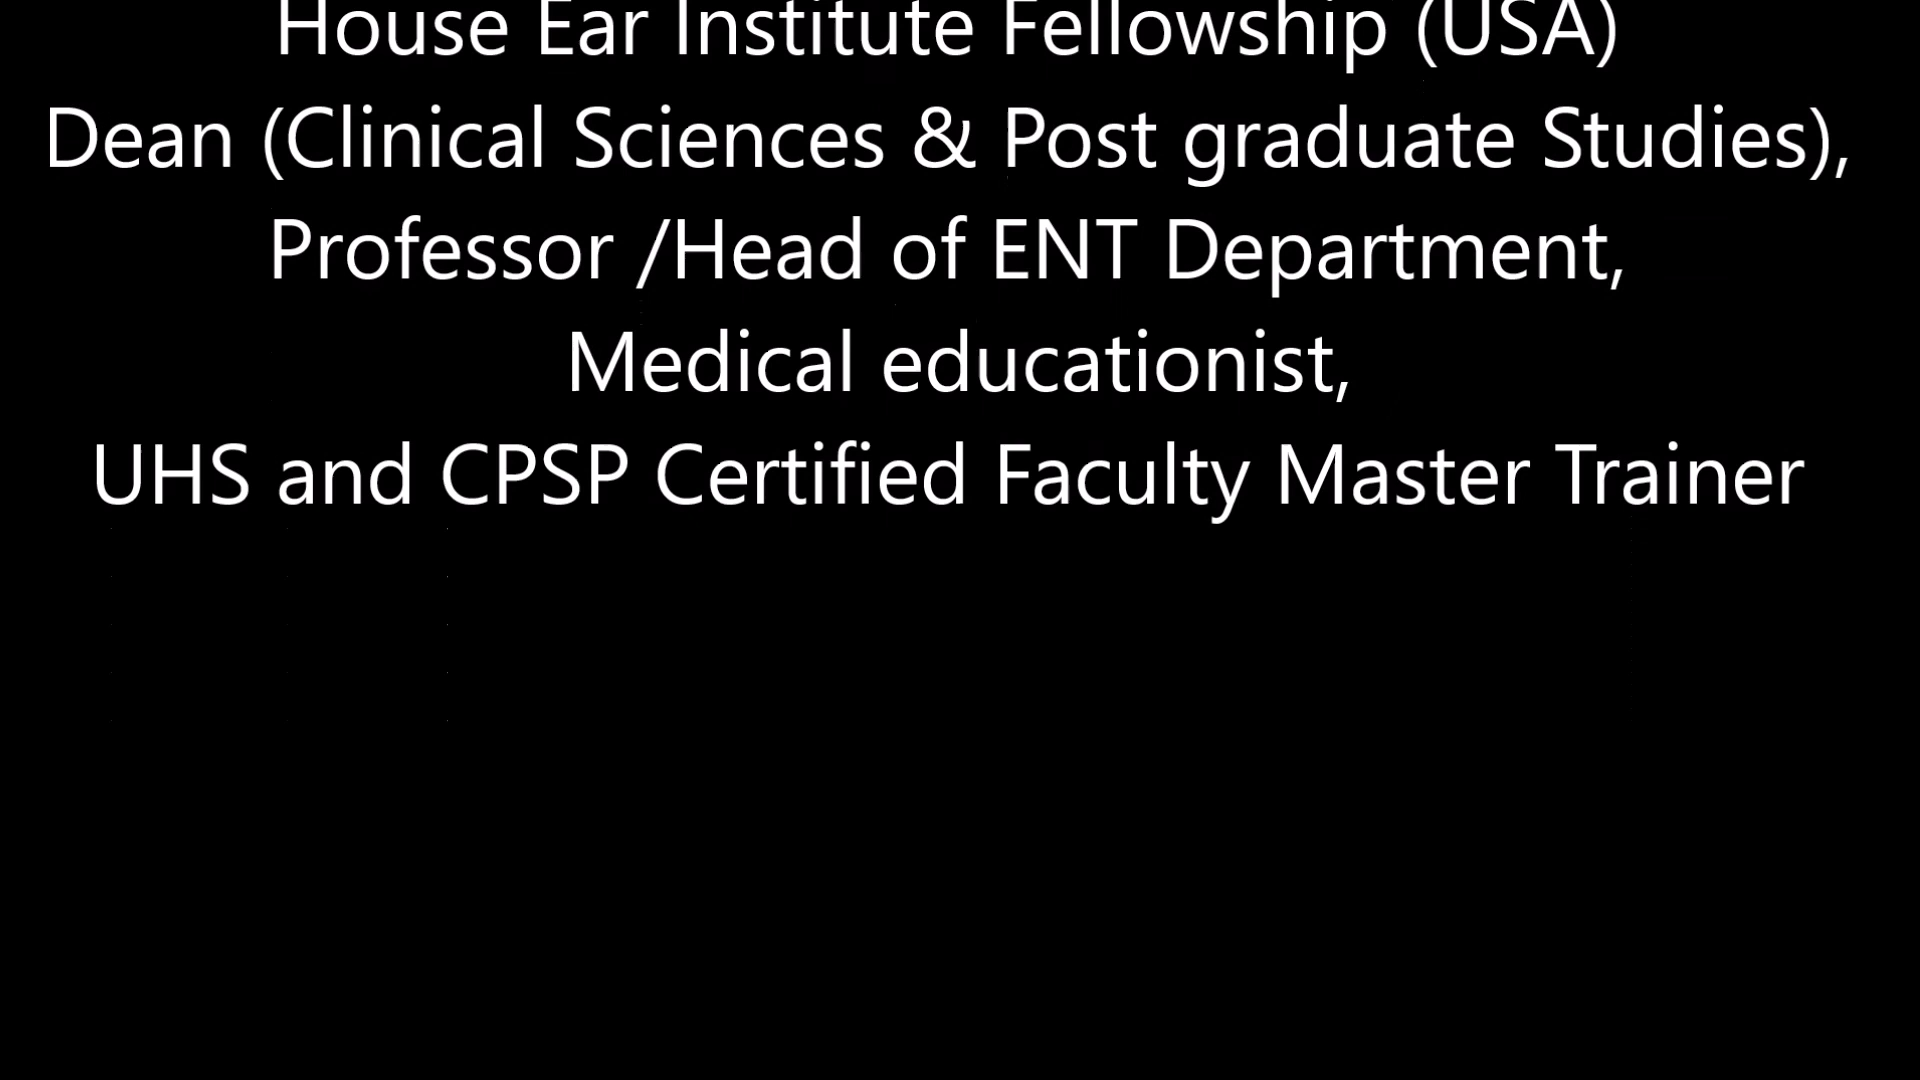 House Ear Institute Fellowship (USA)
Dean (Clinical Sciences & Post graduate Studies),
Professor /Head of ENT Department,
Medical educationist,
UHS and CPSP Certified Faculty Master Trainer